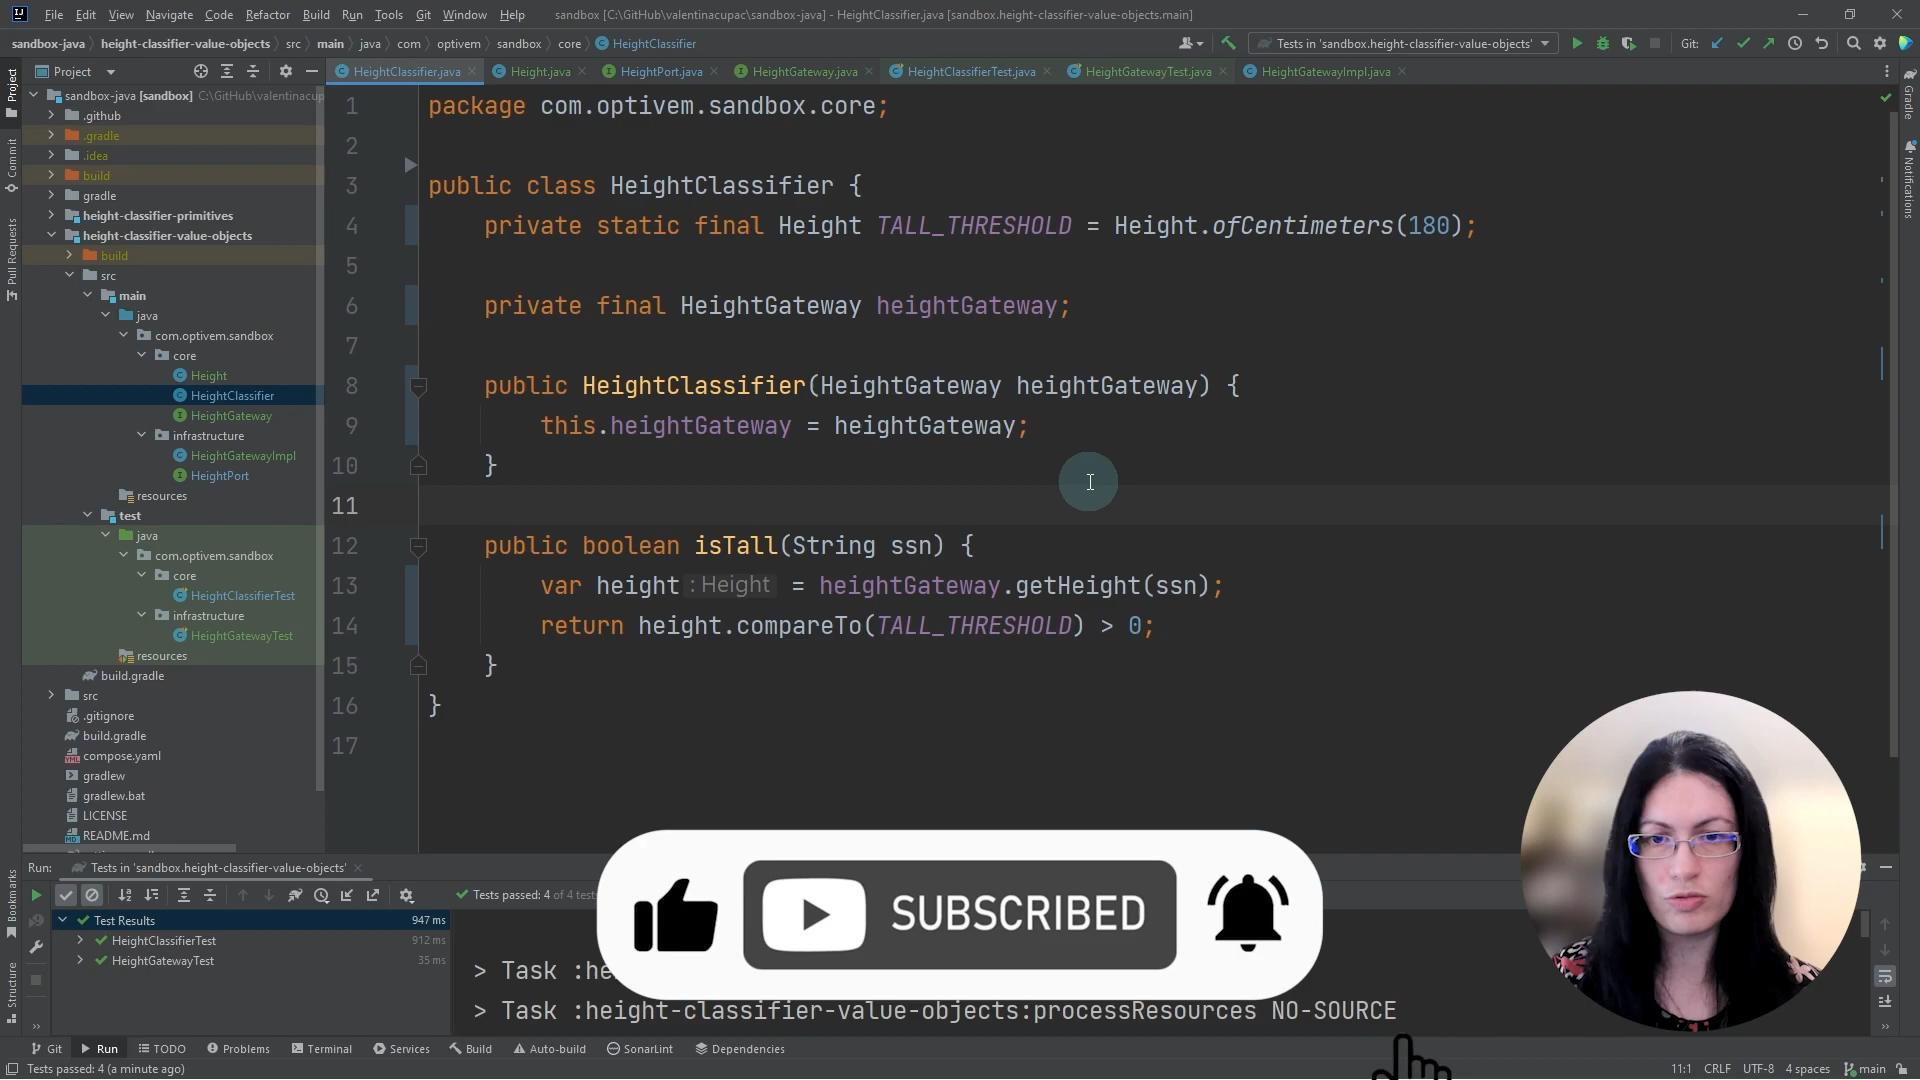 File Edit View Navigate Code Refactor Build Run Tools Git Window Help sandbox [C:\GitHub\valentinacupac\sandbox-java] - HeightClassifier.java [sandbox.height-classifier-value-objects.main]
sandbox-java height-classifier-value-objects src main java com optivem sandbox core HeightClassifier Tests in 'sandbox.height-classifier-value-objects' Git:
Project HeightClassifier.java Height.java HeightPort.java HeightGateway.java HeightClassifierTest.java HeightGatewayTest.java HeightGatewayImpl.java
Project
Commit
Pull Requests
Bookmarks
Structure
Gradle
Notifications
sandbox-java [sandbox] C:\GitHub\valentinacup
.github
.gradle
.idea
build
gradle
height-classifier-primitives
height-classifier-value-objects
build
src
main
java
com.optivem.sandbox
core
Height
HeightClassifier
HeightGateway
infrastructure
HeightGatewayImpl
HeightPort
resources
test
java
com.optivem.sandbox
core
HeightClassifierTest
infrastructure
HeightGatewayTest
resources
build.gradle
src
.gitignore
build.gradle
compose.yaml
gradlew
gradlew.bat
LICENSE
README.md
1 package com.optivem.sandbox.core;
2
3 public class HeightClassifier {
4 private static final Height TALL_THRESHOLD = Height.ofCentimeters(180);
5
6 private final HeightGateway heightGateway;
7
8 public HeightClassifier(HeightGateway heightGateway) {
9 this.heightGateway = heightGateway;
10 }
11
12 public boolean isTall(String ssn) {
13 var height : Height = heightGateway.getHeight(ssn);
14 return height.compareTo(TALL_THRESHOLD) > 0;
15 }
16 }
17
Run: Tests in 'sandbox.height-classifier-value-objects'
Tests passed: 4 of 4 tests
Test Results 947 ms
HeightClassifierTest 912 ms
HeightGatewayTest 35 ms
SUBSCRIBED
> Task :he
> Task :height-classifier-value-objects:processResources NO-SOURCE
Git Run TODO Problems Terminal Services Build Auto-build SonarLint Dependencies
Tests passed: 4 (a minute ago) 11:1 CRLF UTF-8 4 spaces main